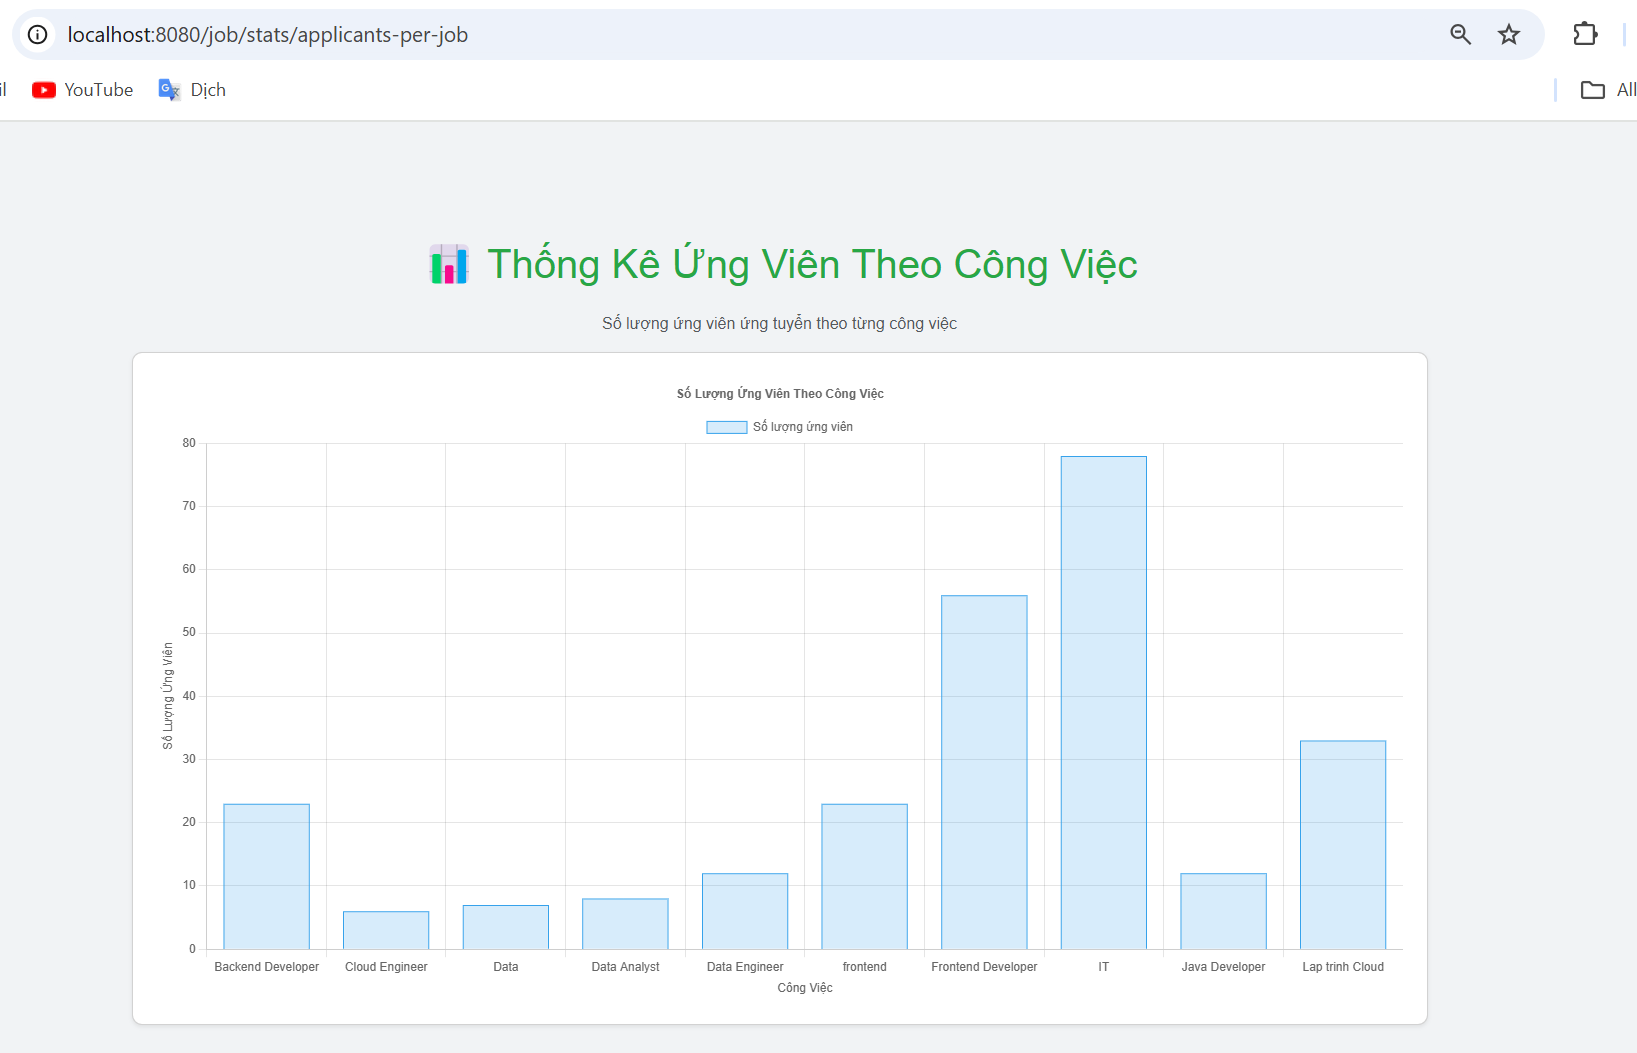 localhost:8080/job/stats/applicants-per-job
YouTube
Dịch
All
Thống Kê Ứng Viên Theo Công Việc
Số lượng ứng viên ứng tuyển theo từng công việc
Số Lượng Ứng Viên Theo Công Việc
Số lượng ứng viên
80
70
60
50
40
30
20
10
0
Số Lượng Ứng Viên
Backend Developer Cloud Engineer Data Data Analyst Data Engineer frontend Frontend Developer IT Java Developer Lap trinh Cloud
Công Việc